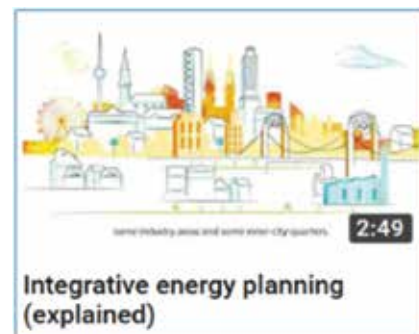 some industry areas and some inner-city quarters.
2:49
Integrative energy planning
(explained)